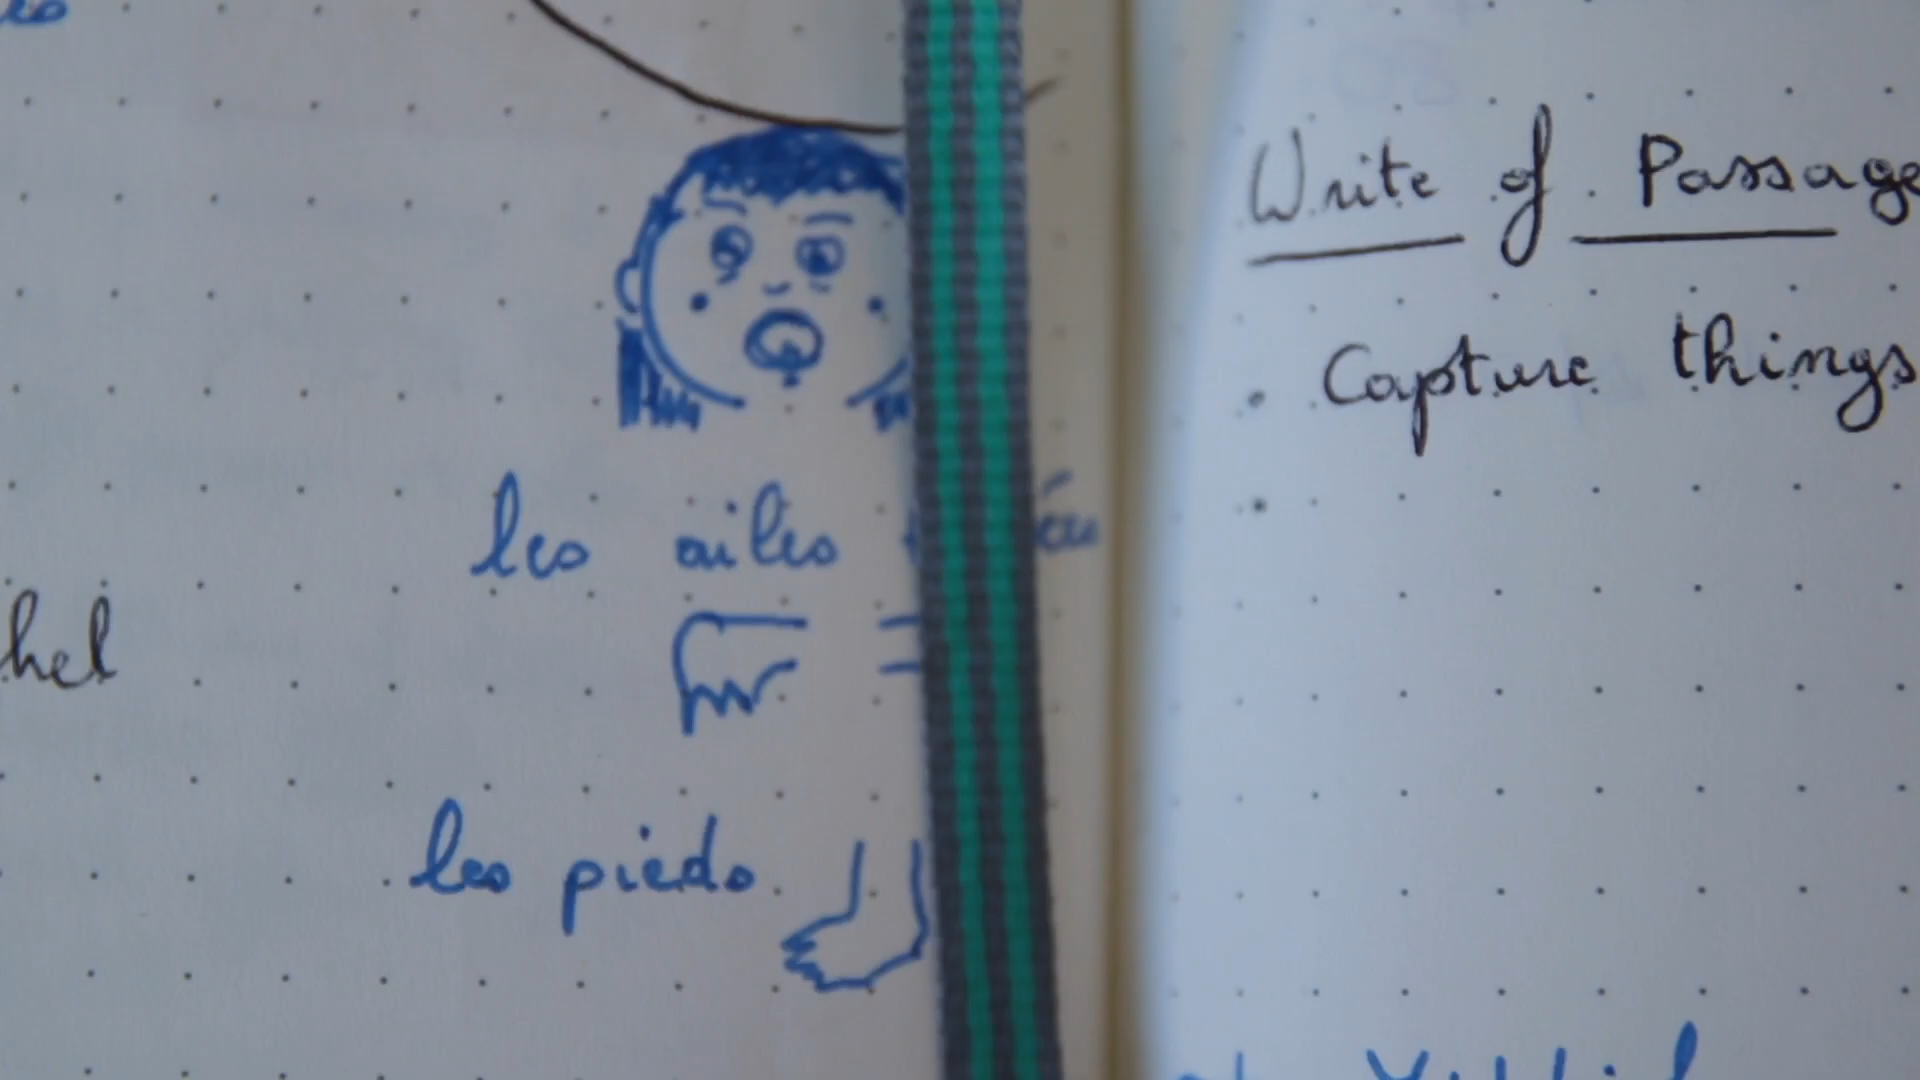 les ailes
hel
les pieds
Write of Passage
Capture things